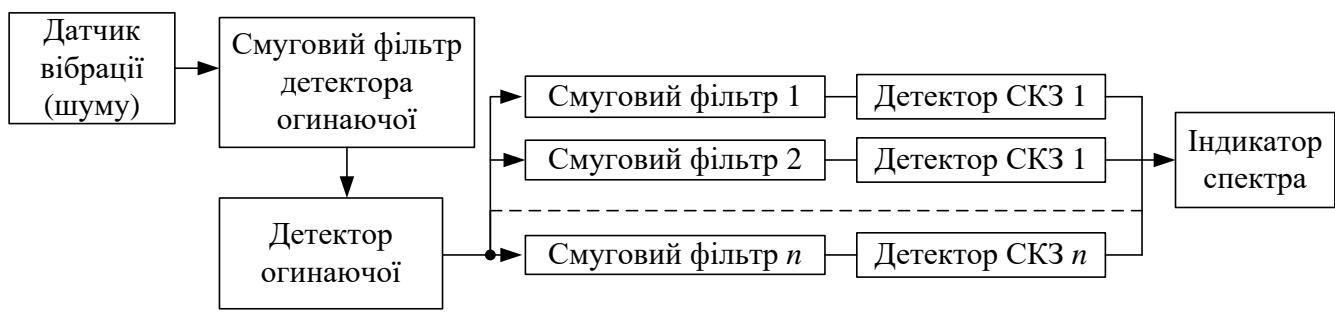 Датчик
вібрації
(шуму)
Смуговий фільтр
детектора
огинаючої
Детектор
огинаючої
Смуговий фільтр 1
Детектор СКЗ 1
Смуговий фільтр 2
Детектор СКЗ 1
Смуговий фільтр n
Детектор СКЗ n
Індикатор
спектра